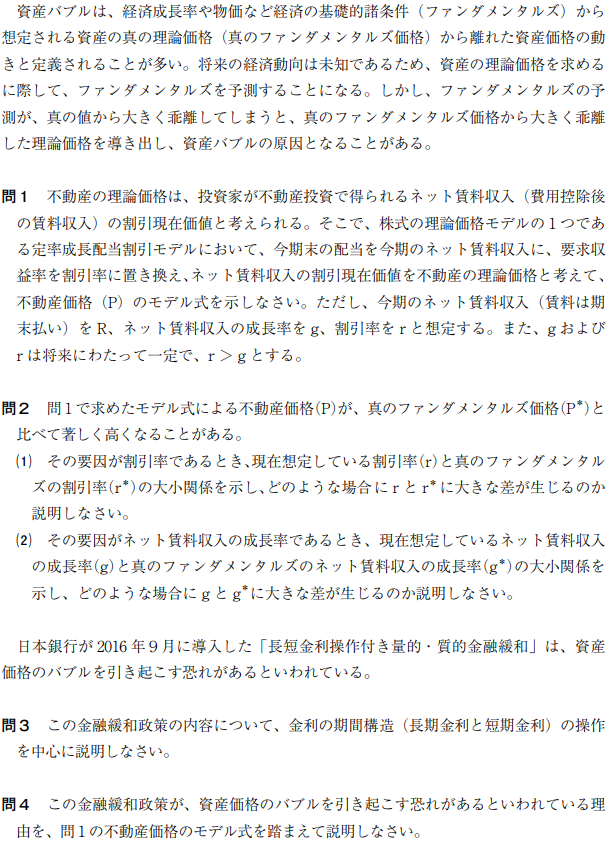 資産バブルは、経済成長率や物価など経済の基礎的諸条件（ファンダメンタルズ）から
想定される資産の真の理論価格（真のファンダメンタルズ価格）から離れた資産価格の動
きと定義されることが多い。将来の経済動向は未知であるため、資産の理論価格を求める
に際して、ファンダメンタルズを予測することになる。しかし、ファンダメンタルズの予
測が、真の値から大きく乖離してしまうと、真のファンダメンタルズ価格から大きく乖離
した理論価格を導き出し、資産バブルの原因となることがある。
問１　不動産の理論価格は、投資家が不動産投資で得られるネット賃料収入（費用控除後
の賃料収入）の割引現在価値と考えられる。そこで、株式の理論価格モデルの１つであ
る定率成長配当割引モデルにおいて、今期末の配当を今期のネット賃料収入に、要求収
益率を割引率に置き換え、ネット賃料収入の割引現在価値を不動産の理論価格と考えて、
不動産価格（P）のモデル式を示しなさい。ただし、今期のネット賃料収入（賃料は期
末払い）を R、ネット賃料収入の成長率を g、割引率を r と想定する。また、g および
r は将来にわたって一定で、r > g とする。
問２　問１で求めたモデル式による不動産価格(P)が、真のファンダメンタルズ価格(P*)と
比べて著しく高くなることがある。
⑴　その要因が割引率であるとき、現在想定している割引率(r)と真のファンダメンタル
ズの割引率(r*)の大小関係を示し、どのような場合に r と r* に大きな差が生じるのか
説明しなさい。
⑵　その要因がネット賃料収入の成長率であるとき、現在想定しているネット賃料収入
の成長率(g)と真のファンダメンタルズのネット賃料収入の成長率(g*)の大小関係を
示し、どのような場合に g と g* に大きな差が生じるのか説明しなさい。
日本銀行が 2016 年９月に導入した「長短金利操作付き量的・質的金融緩和」は、資産
価格のバブルを引き起こす恐れがあるといわれている。
問３　この金融緩和政策の内容について、金利の期間構造（長期金利と短期金利）の操作
を中心に説明しなさい。
問４　この金融緩和政策が、資産価格のバブルを引き起こす恐れがあるといわれている理
由を、問１の不動産価格のモデル式を踏まえて説明しなさい。